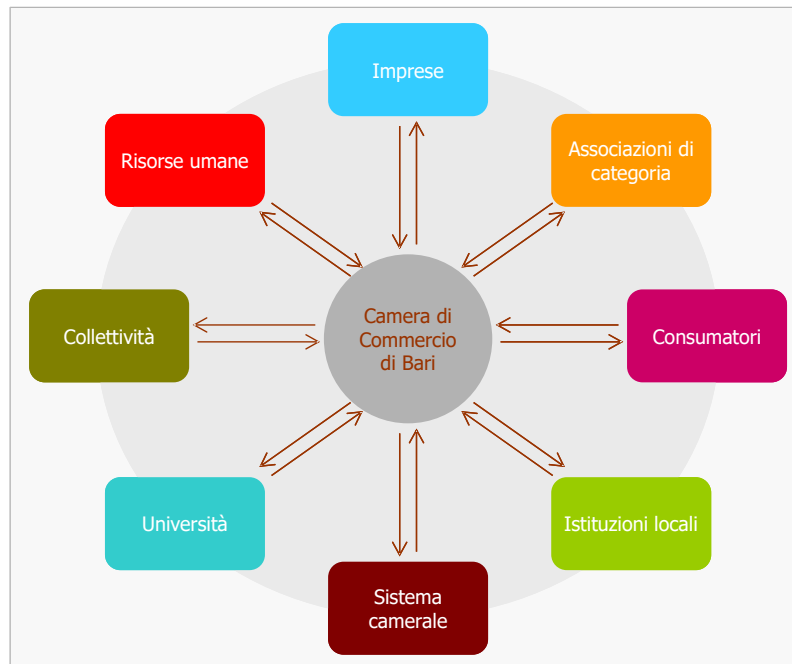 Imprese
Risorse umane
Associazioni di
categoria
Collettività
Camera di
Commercio
di Bari
Consumatori
Università
Istituzioni locali
Sistema
camerale